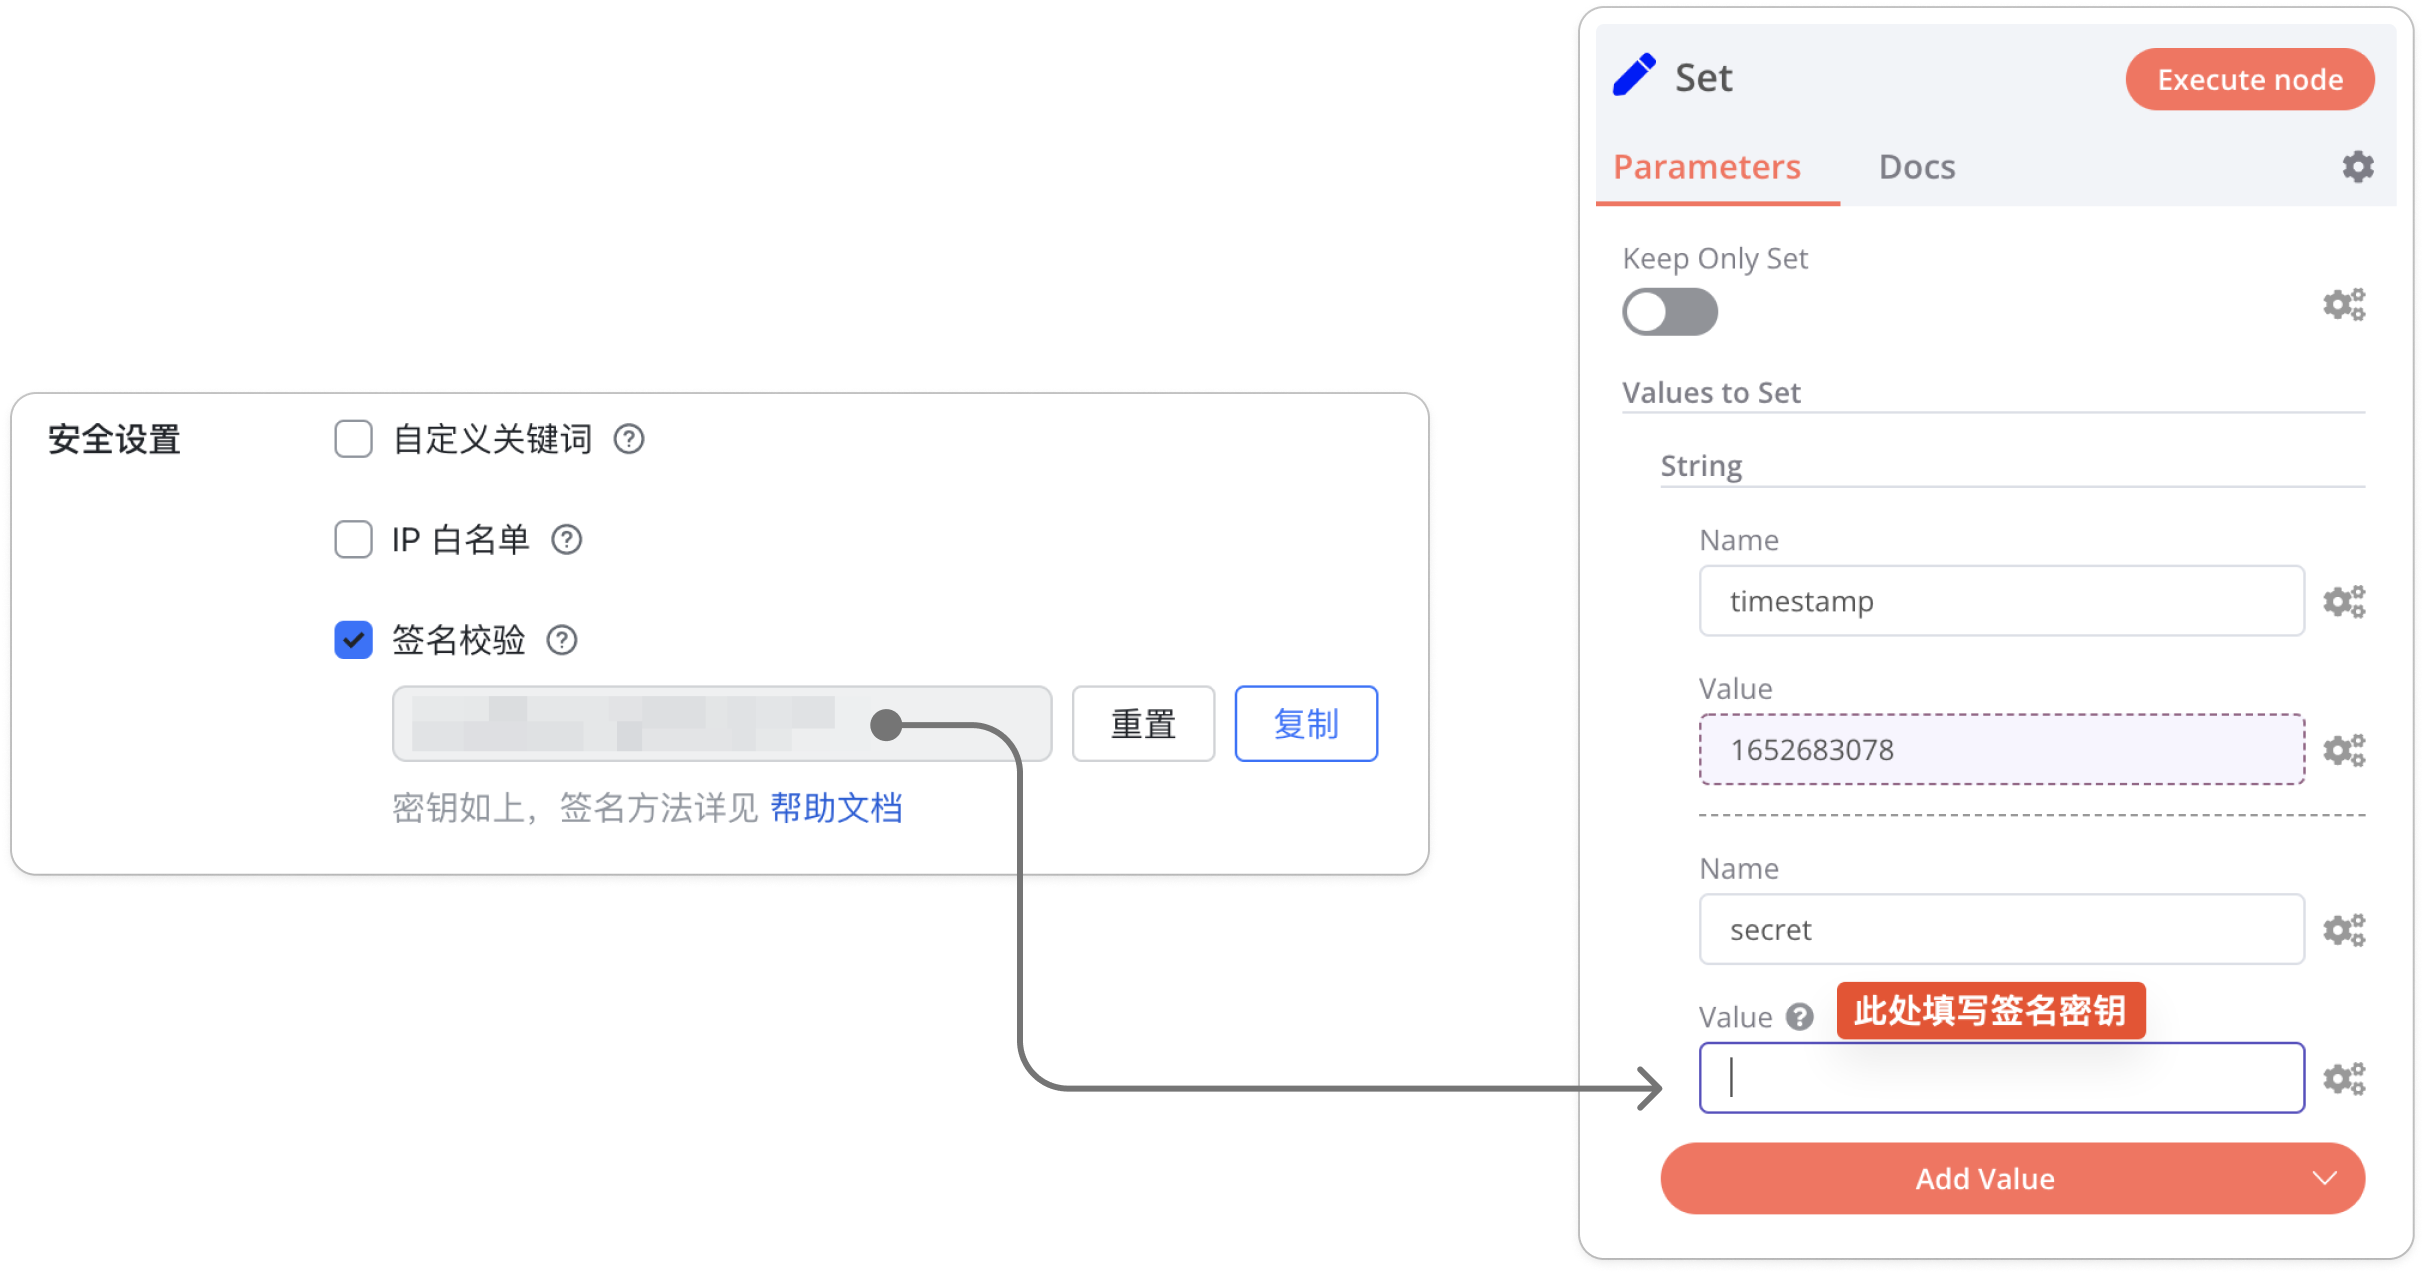 安全设置
自定义关键词
IP 白名单
签名校验
重置
复制
密钥如上，签名方法详见 帮助文档
Set
Execute node
Parameters
Docs
Keep Only Set
Values to Set
String
Name
timestamp
Value
1652683078
Name
secret
Value
此处填写签名密钥
Add Value